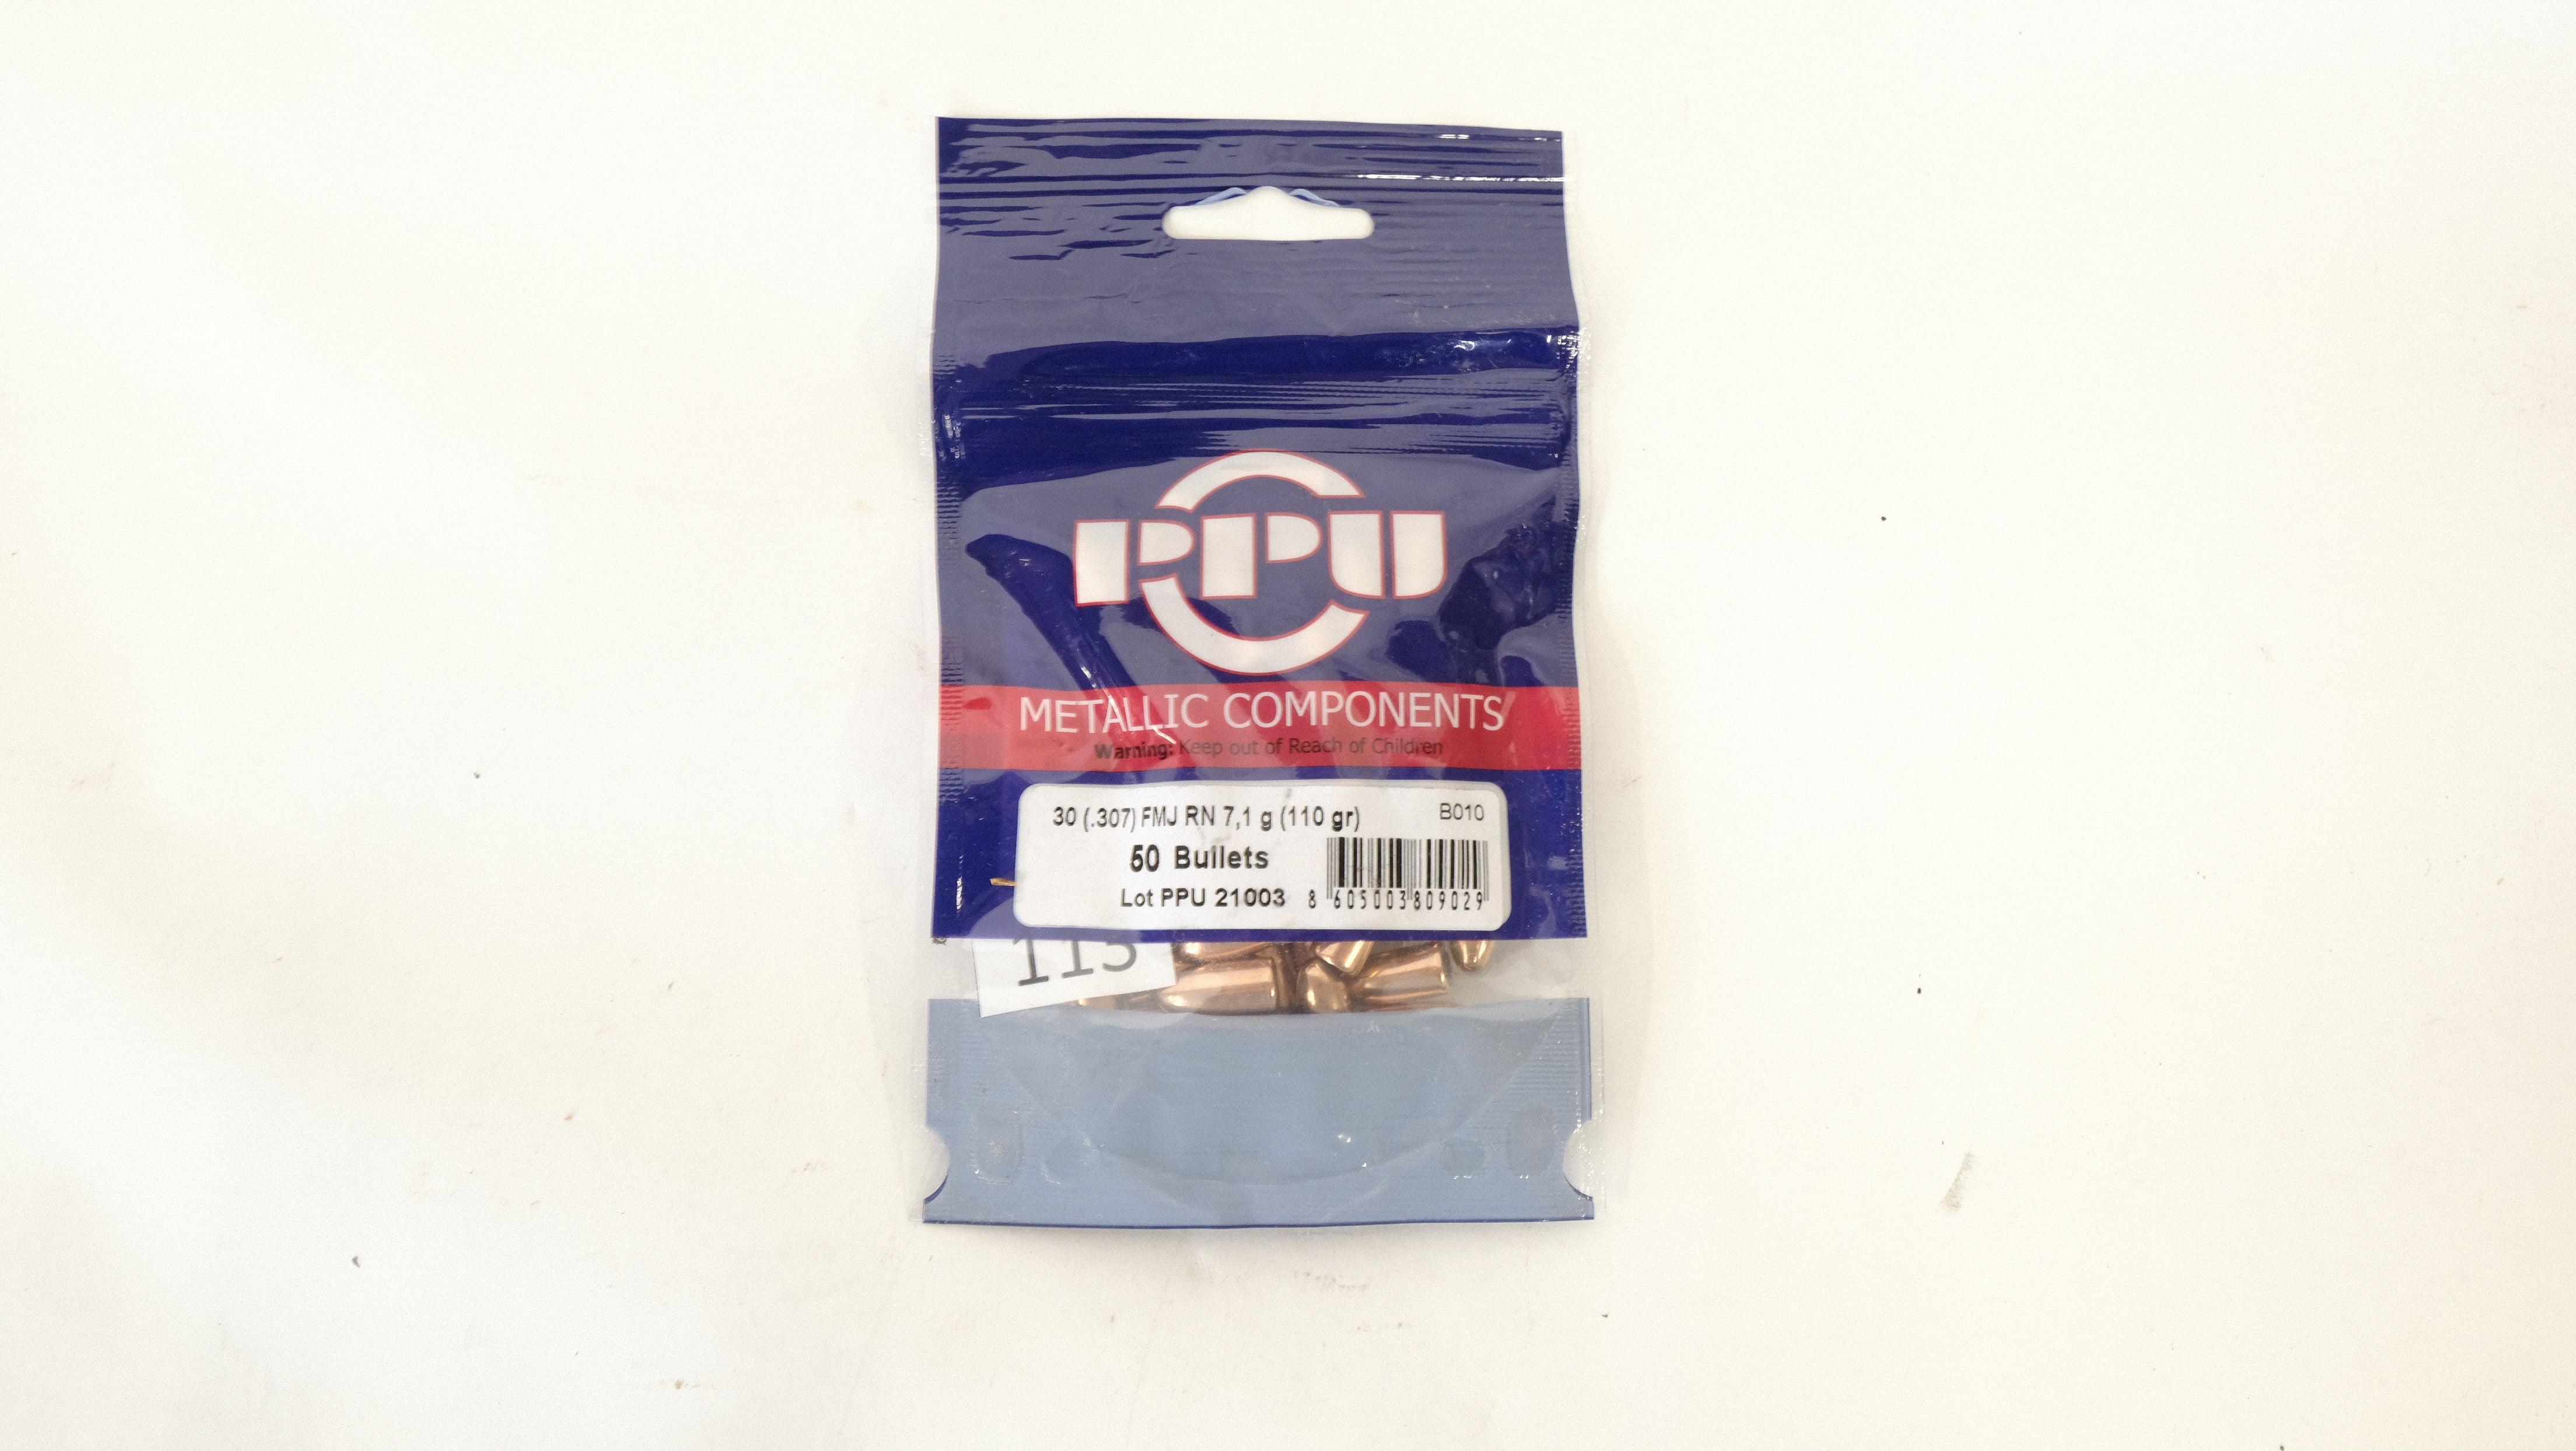 PPU
METALLIC COMPONENTS
Warning: Keep out of Reach of Children
30 (.307) FMJ RN 7,1 g (110 gr) B010
50 Bullets
Lot PPU 21003 8 605003 809029